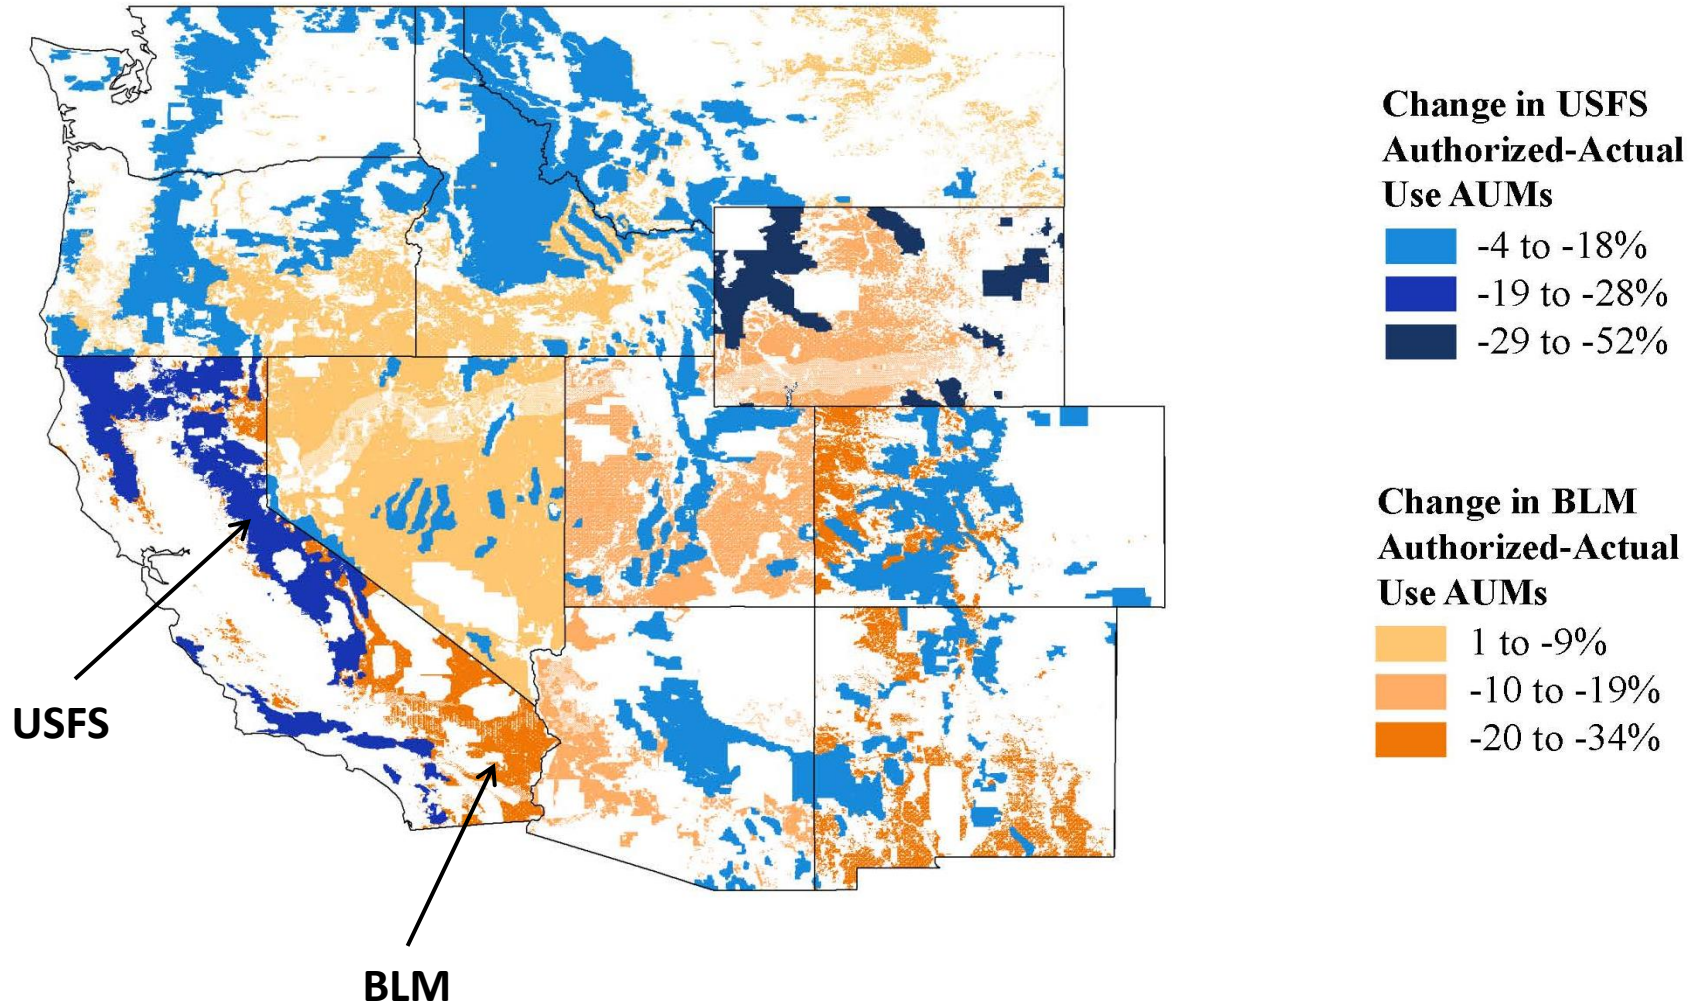 Change in USFS
Authorized-Actual
Use AUMs
-4 to -18%
-19 to -28%
-29 to -52%
Change in BLM
Authorized-Actual
Use AUMs
1 to -9%
-10 to -19%
-20 to -34%
USFS
BLM